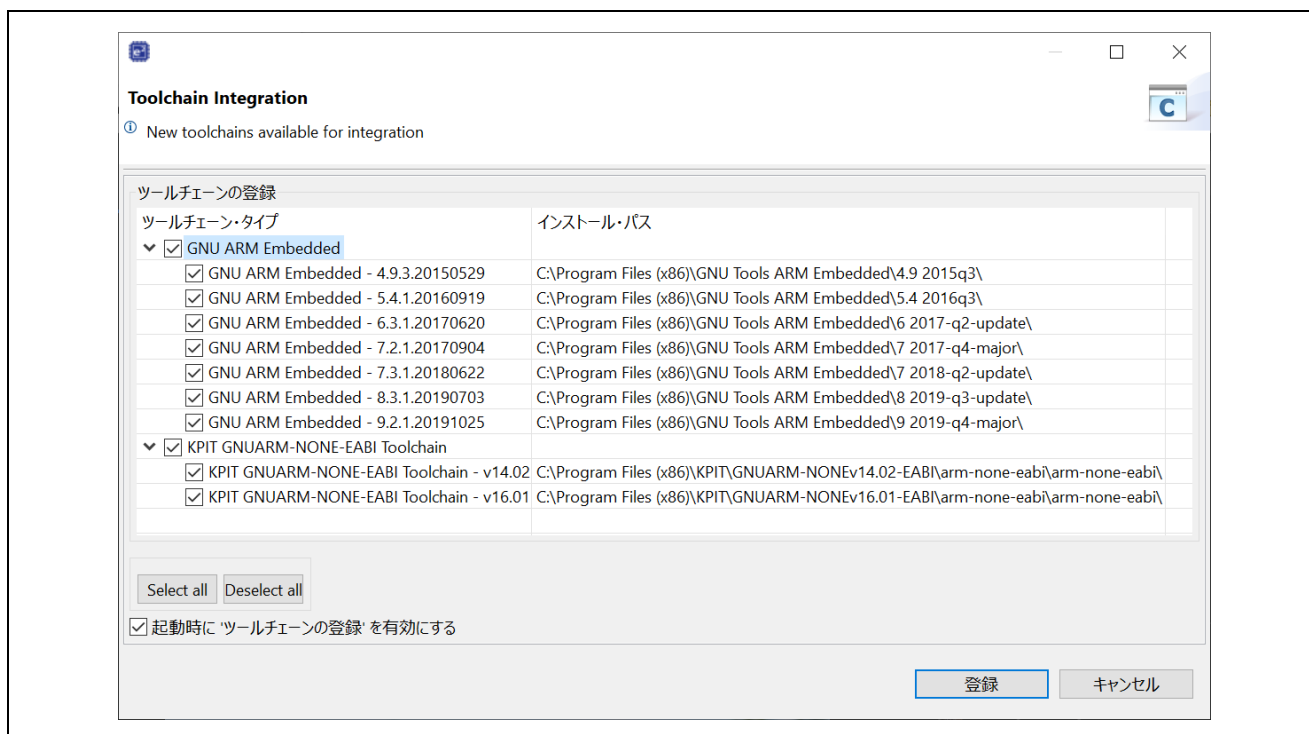 Toolchain Integration
New toolchains available for integration
ツールチェーンの登録
ツールチェーン・タイプ インストール・パス
GNU ARM Embedded
GNU ARM Embedded - 4.9.3.20150529 C:\Program Files (x86)\GNU Tools ARM Embedded\4.9 2015q3\
GNU ARM Embedded - 5.4.1.20160919 C:\Program Files (x86)\GNU Tools ARM Embedded\5.4 2016q3\
GNU ARM Embedded - 6.3.1.20170620 C:\Program Files (x86)\GNU Tools ARM Embedded\6 2017-q2-update\
GNU ARM Embedded - 7.2.1.20170904 C:\Program Files (x86)\GNU Tools ARM Embedded\7 2017-q4-major\
GNU ARM Embedded - 7.3.1.20180622 C:\Program Files (x86)\GNU Tools ARM Embedded\7 2018-q2-update\
GNU ARM Embedded - 8.3.1.20190703 C:\Program Files (x86)\GNU Tools ARM Embedded\8 2019-q3-update\
GNU ARM Embedded - 9.2.1.20191025 C:\Program Files (x86)\GNU Tools ARM Embedded\9 2019-q4-major\
KPIT GNUARM-NONE-EABI Toolchain
KPIT GNUARM-NONE-EABI Toolchain - v14.02 C:\Program Files (x86)\KPIT\GNUARM-NONEv14.02-EABI\arm-none-eabi\arm-none-eabi\
KPIT GNUARM-NONE-EABI Toolchain - v16.01 C:\Program Files (x86)\KPIT\GNUARM-NONEv16.01-EABI\arm-none-eabi\arm-none-eabi\
Select all Deselect all
起動時に 'ツールチェーンの登録' を有効にする
登録 キャンセル